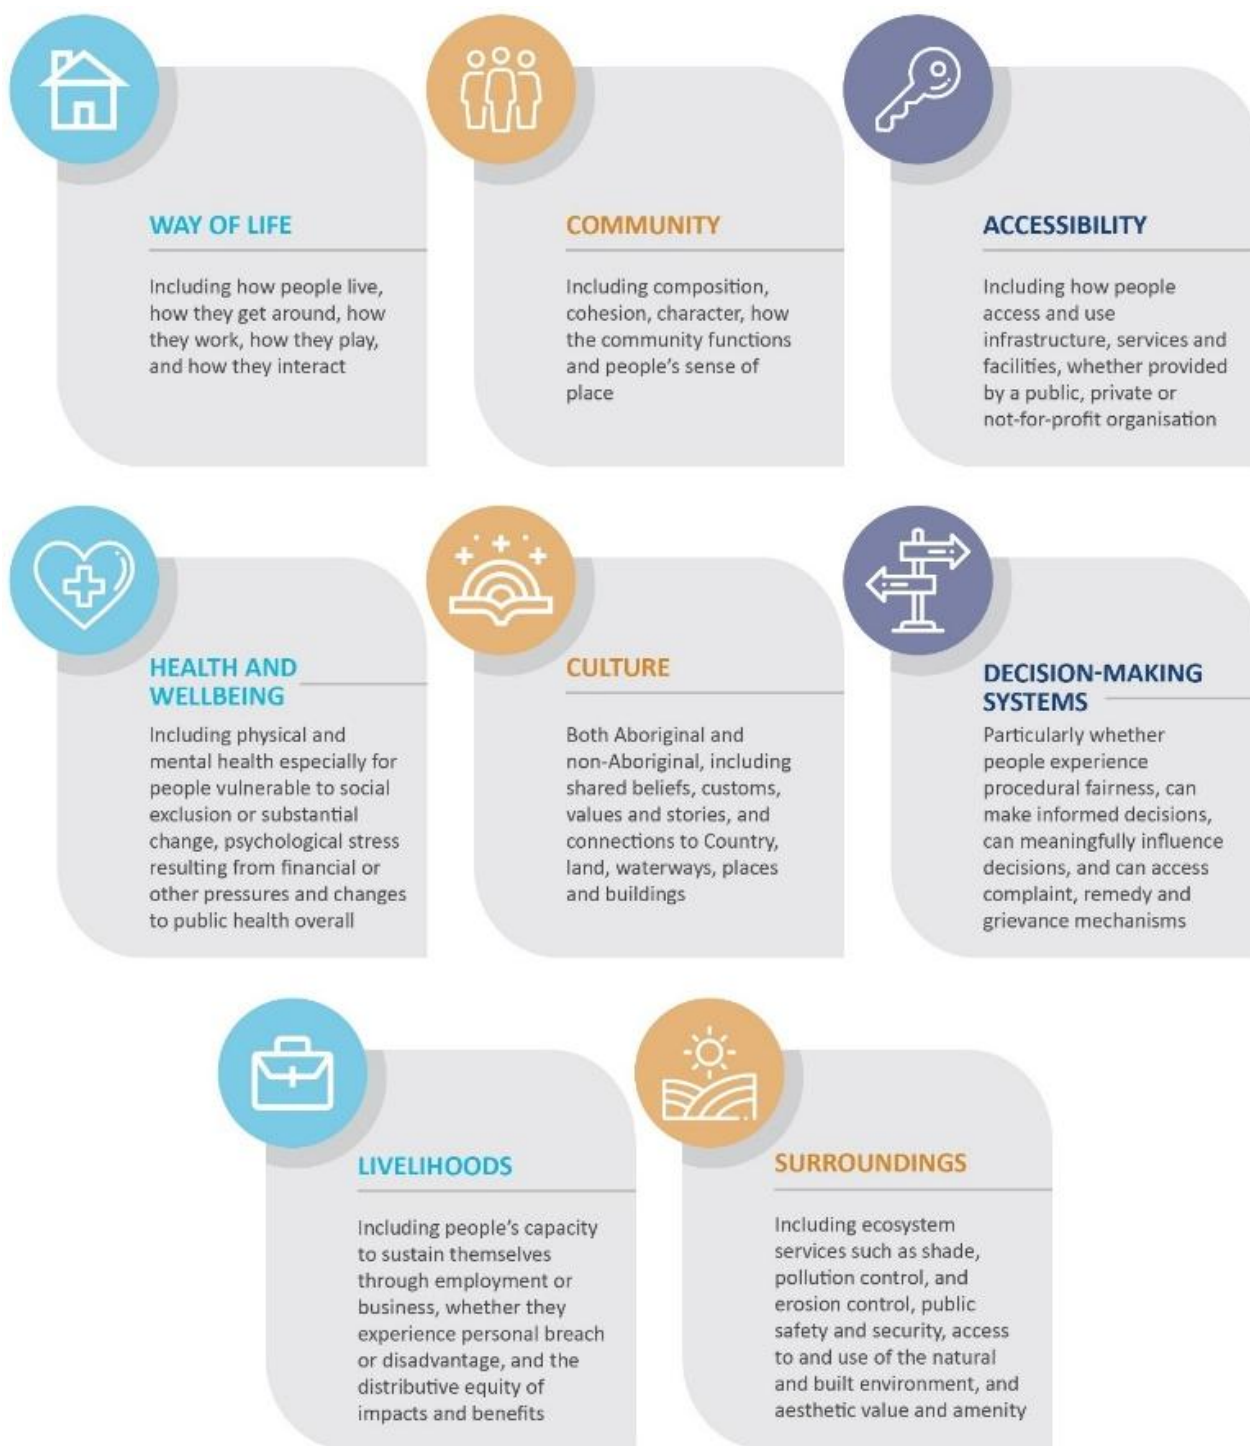 WAY OF LIFE
Including how people live,
how they get around, how
they work, how they play,
and how they interact
COMMUNITY
Including composition,
cohesion, character, how
the community functions
and people's sense of
place
ACCESSIBILITY
Including how people
access and use
infrastructure, services and
facilities, whether provided
by a public, private or
not-for-profit organisation
HEALTH AND
WELLBEING
Including physical and
mental health especially for
people vulnerable to social
exclusion or substantial
change, psychological stress
resulting from financial or
other pressures and changes
to public health overall
CULTURE
Both Aboriginal and
non-Aboriginal, including
shared beliefs, customs,
values and stories, and
connections to Country,
land, waterways, places
and buildings
DECISION-MAKING
SYSTEMS
Particularly whether
people experience
procedural fairness, can
make informed decisions,
can meaningfully influence
decisions, and can access
complaint, remedy and
grievance mechanisms
LIVELIHOODS
Including people's capacity
to sustain themselves
through employment or
business, whether they
experience personal breach
or disadvantage, and the
distributive equity of
impacts and benefits
SURROUNDINGS
Including ecosystem
services such as shade,
pollution control, and
erosion control, public
safety and security, access
to and use of the natural
and built environment, and
aesthetic value and amenity